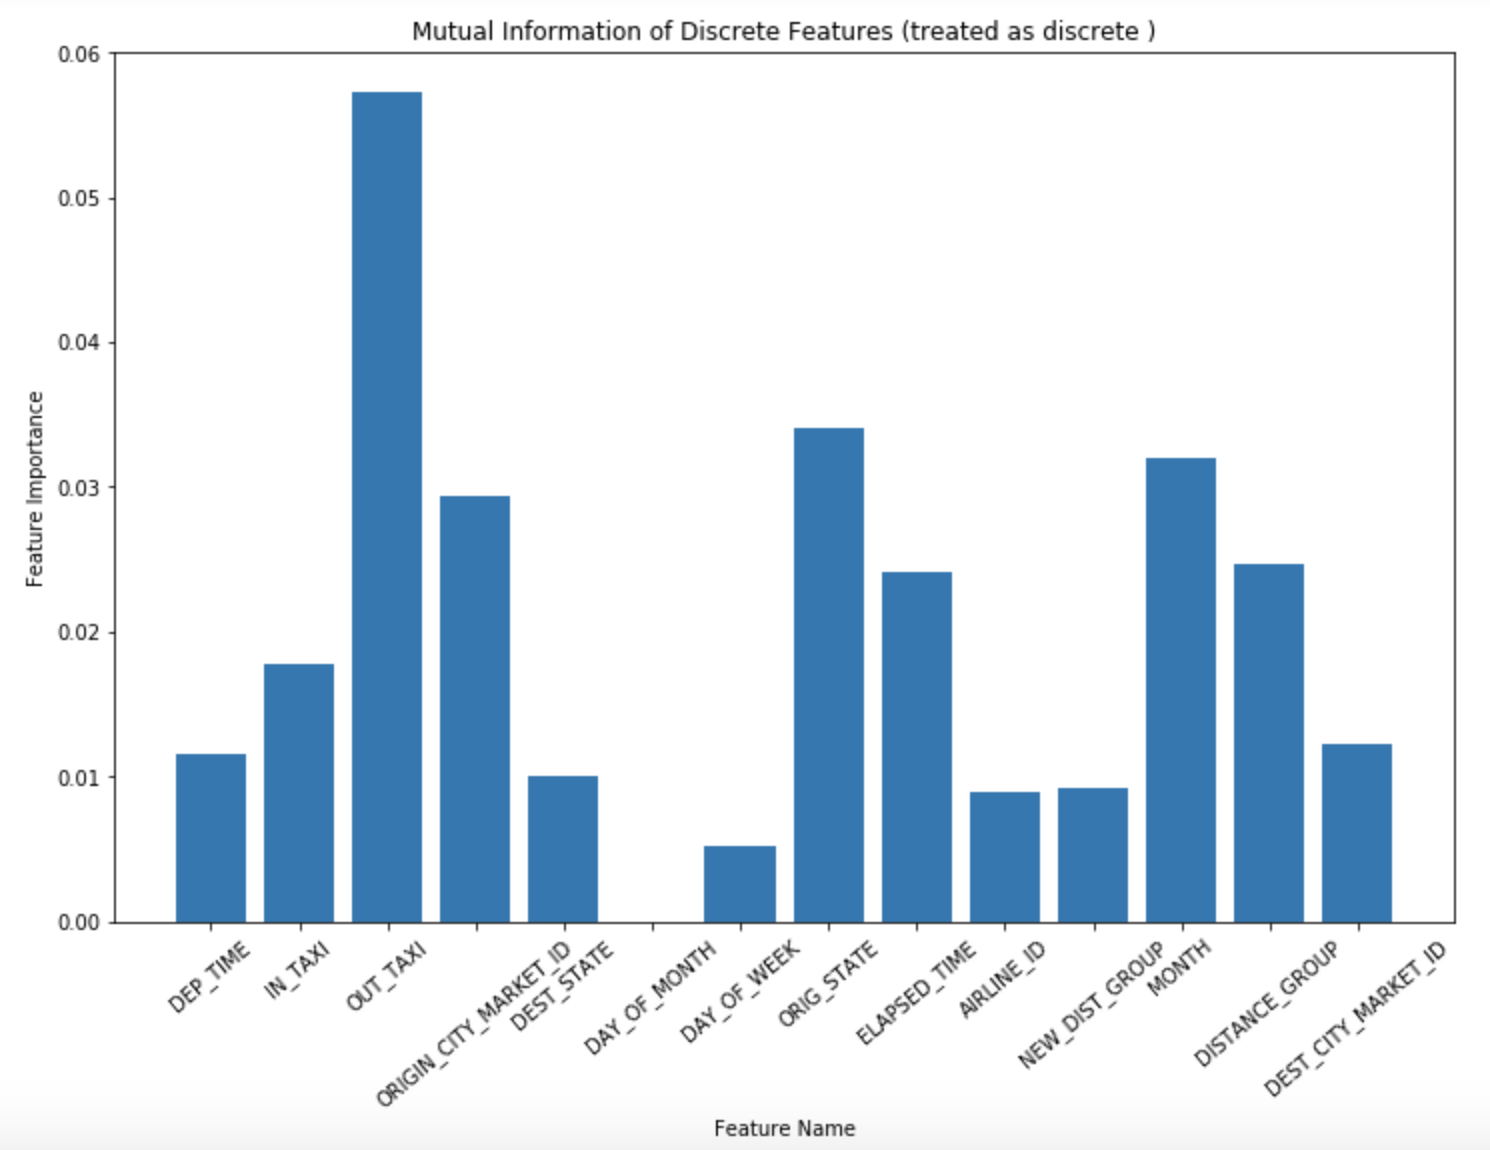 Mutual Information of Discrete Features (treated as discrete )
0.06
0.05
0.04
0.03
0.02
0.01
0.00
Feature Importance
DEP_TIME
IN_TAXI
OUT_TAXI
ORIGIN_CITY_MARKET_ID
DEST_STATE
DAY_OF_MONTH
DAY_OF_WEEK
ORIG_STATE
ELAPSED_TIME
AIRLINE_ID
NEW_DIST_GROUP
MONTH
DISTANCE_GROUP
DEST_CITY_MARKET_ID
Feature Name